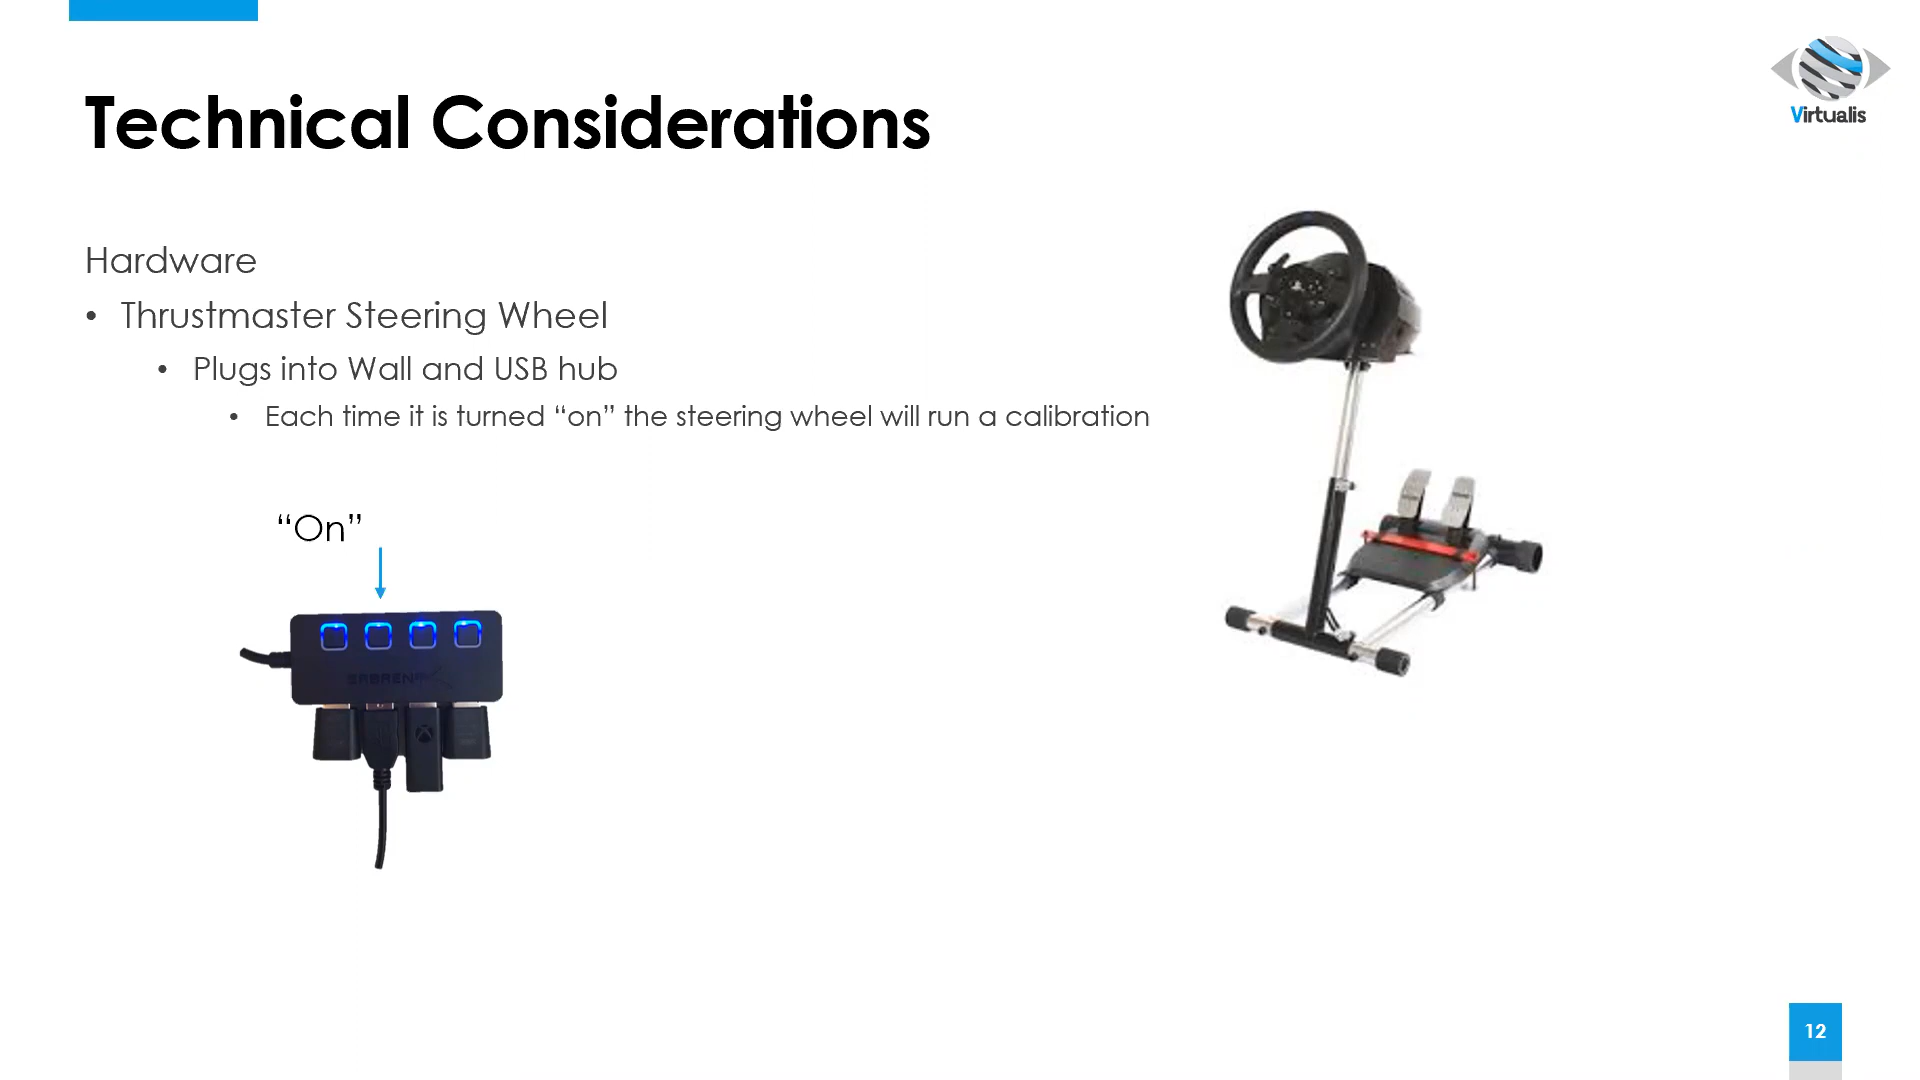 Virtualis
Technical Considerations
Hardware
• Thrustmaster Steering Wheel
• Plugs into Wall and USB hub
• Each time it is turned “on” the steering wheel will run a calibration
“On”
SABRENT
12